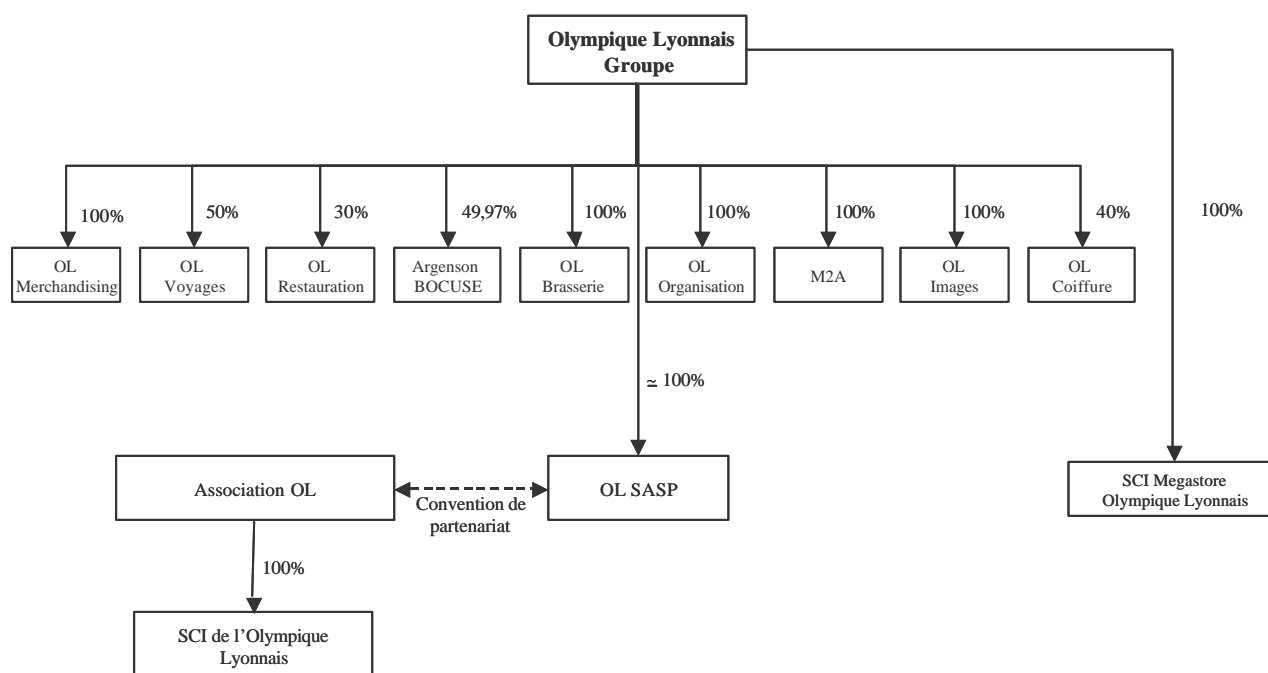 Olympique Lyonnais
Groupe
100%
50%
30%
49,97%
100%
100%
100%
100%
40%
100%
OL
Merchandising
OL
Voyages
OL
Restauration
Argenson
BOCUSE
OL
Brasserie
OL
Organisation
M2A
OL
Images
OL
Coiffure
≃ 100%
Association OL
Convention de
partenariat
OL SASP
SCI Megastore
Olympique Lyonnais
100%
SCI de l’Olympique
Lyonnais